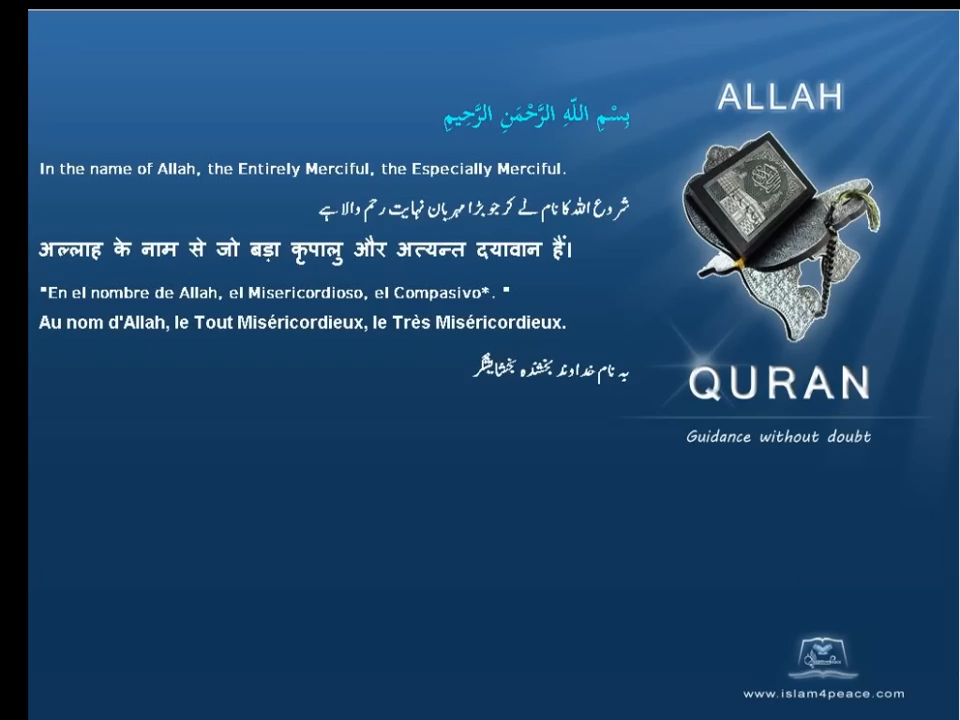 بِسْمِ اللَّهِ الرَّحْمَنِ الرَّحِيمِ
In the name of Allah, the Entirely Merciful, the Especially Merciful.
شروع الله کا نام لے کر جو بڑا مہربان نہایت رحم والا ہے
अल्लाह के नाम से जो बड़ा कृपालु और अत्यन्त दयावान हैं।
"En el nombre de Allah, el Misericordioso, el Compasivo*. "
Au nom d'Allah, le Tout Miséricordieux, le Très Miséricordieux.
به نام خداوند بخشنده بخشایشگر
ALLAH
QURAN
Guidance without doubt
www.islam4peace.com